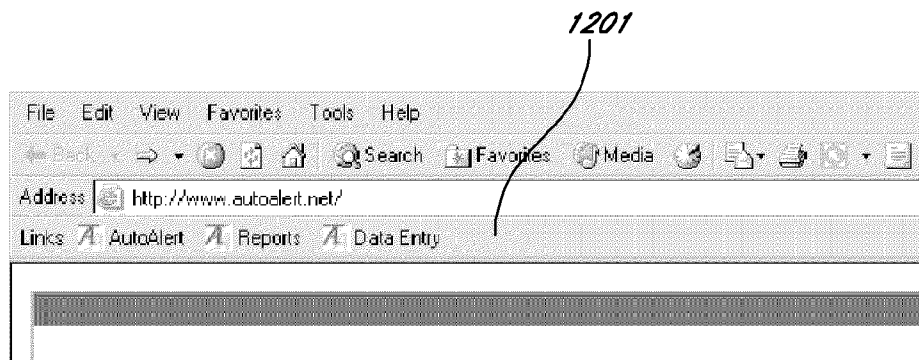 1201
File Edit View Favorites Tools Help
Back Search Favorites Media
Address http://www.autoalert.net/
Links AutoAlert Reports Data Entry